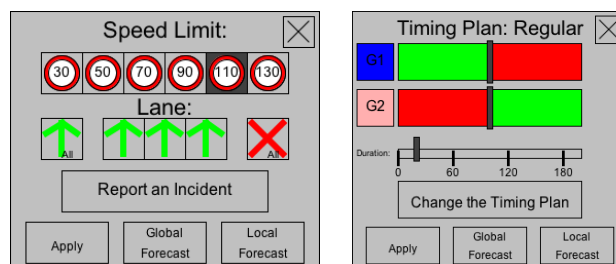 Speed Limit:
30 50 70 90 110 130
Lane:
All All
Report an Incident
Apply
Global
Forecast
Local
Forecast
Timing Plan: Regular
G1
G2
Duration:
0 60 120 180
Change the Timing Plan
Apply
Global
Forecast
Local
Forecast